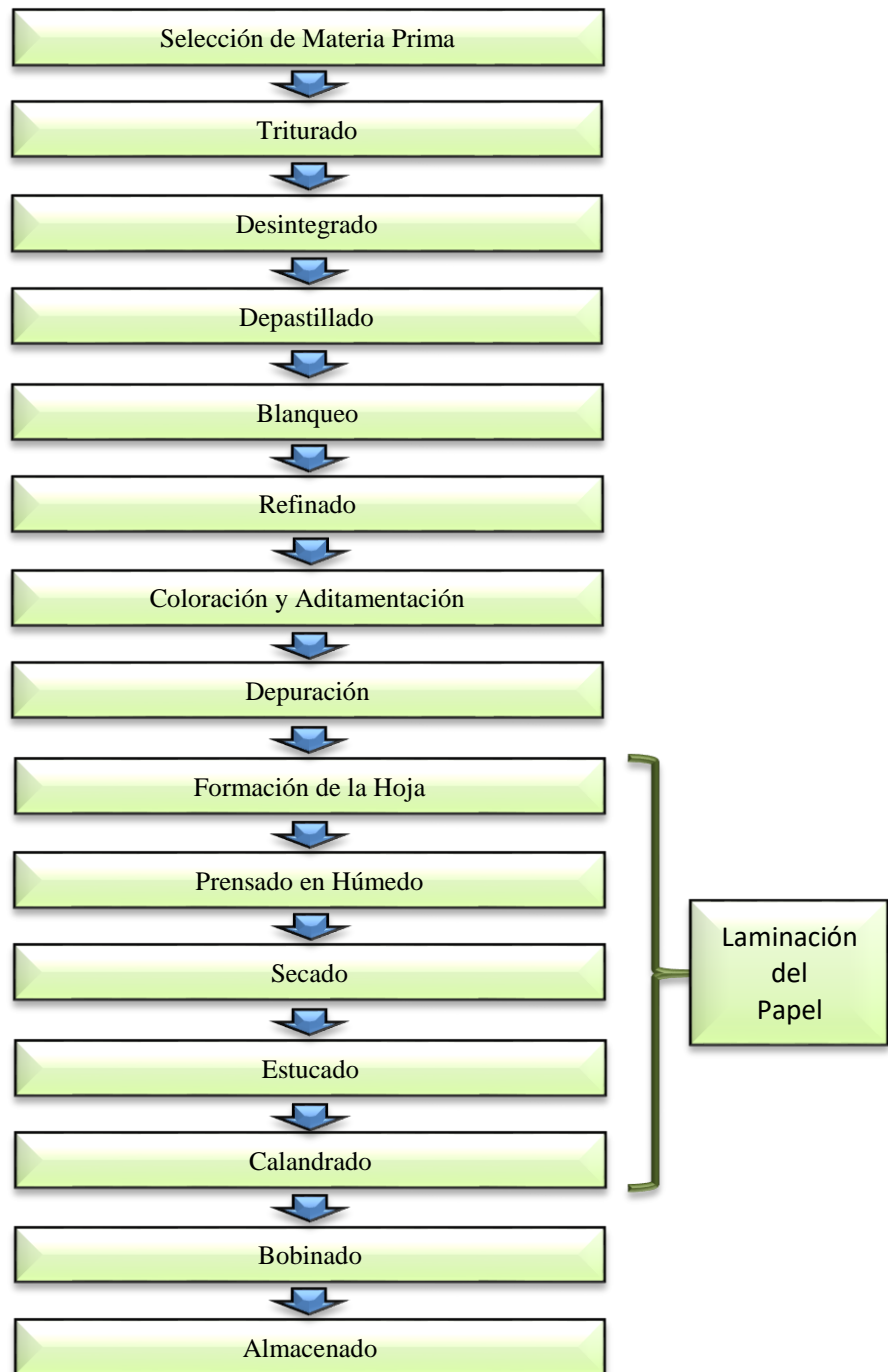 Selección de Materia Prima
Triturado
Desintegrado
Depastillado
Blanqueo
Refinado
Coloración y Aditamentación
Depuración
Formación de la Hoja
Prensado en Húmedo
Secado
Estucado
Calandrado
Laminación
del
Papel
Bobinado
Almacenado